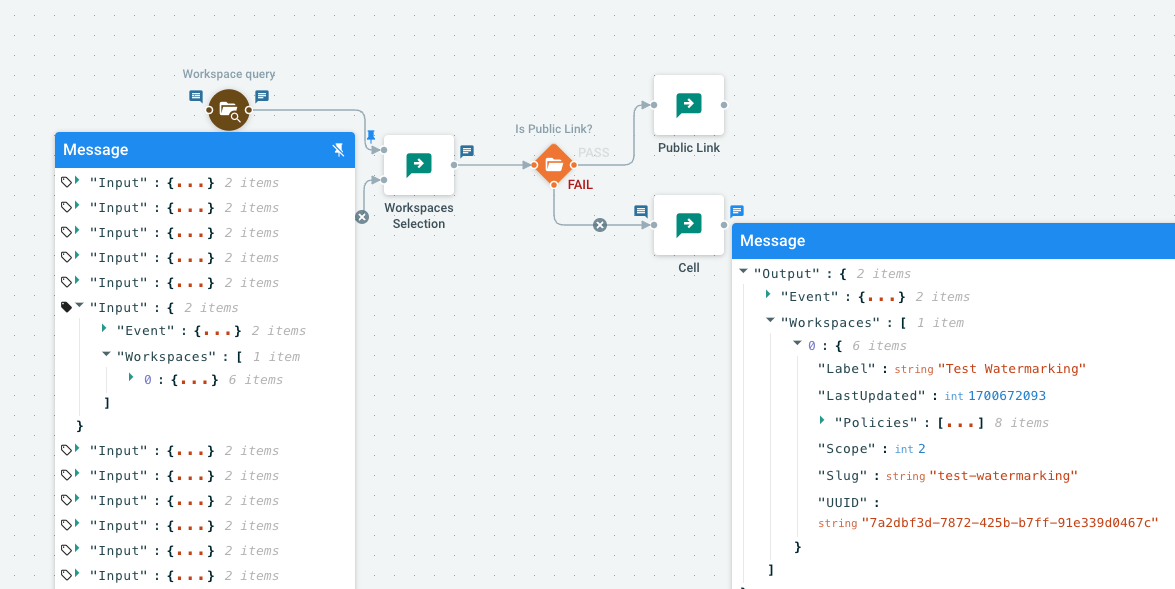 Workspace query
Message
"Input" : {...} 2 items
"Input" : {...} 2 items
"Input" : {...} 2 items
"Input" : {...} 2 items
"Input" : {...} 2 items
"Input" : { 2 items
"Event" : {...} 2 items
"Workspaces" : [ 1 item
0 : {...} 6 items
]
}
"Input" : {...} 2 items
"Input" : {...} 2 items
"Input" : {...} 2 items
"Input" : {...} 2 items
"Input" : {...} 2 items
"Input" : {...} 2 items
Workspaces
Selection
Is Public Link?
PASS
FAIL
Public Link
Cell
Message
"Output" : { 2 items
"Event" : {...} 2 items
"Workspaces" : [ 1 item
0 : { 6 items
"Label" : string "Test Watermarking"
"LastUpdated" : int 1700672093
"Policies" : [...] 8 items
"Scope" : int 2
"Slug" : string "test-watermarking"
"UUID" :
string "7a2dbf3d-7872-425b-b7ff-91e339d0467c"
}
]